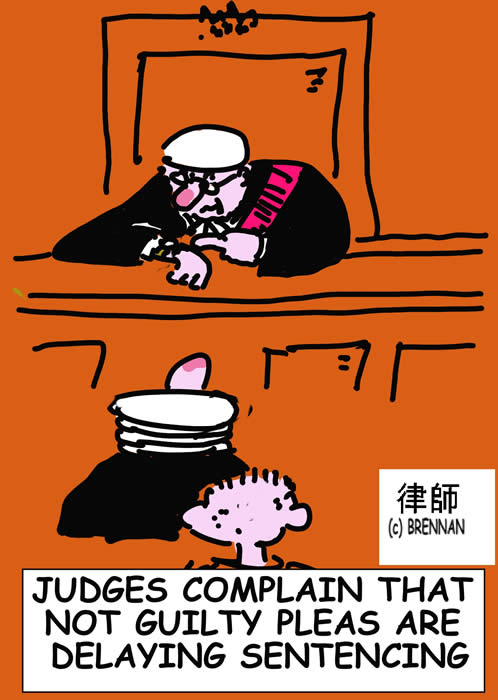 律師
(c) BRENNAN
JUDGES COMPLAIN THAT
NOT GUILTY PLEAS ARE
DELAYING SENTENCING